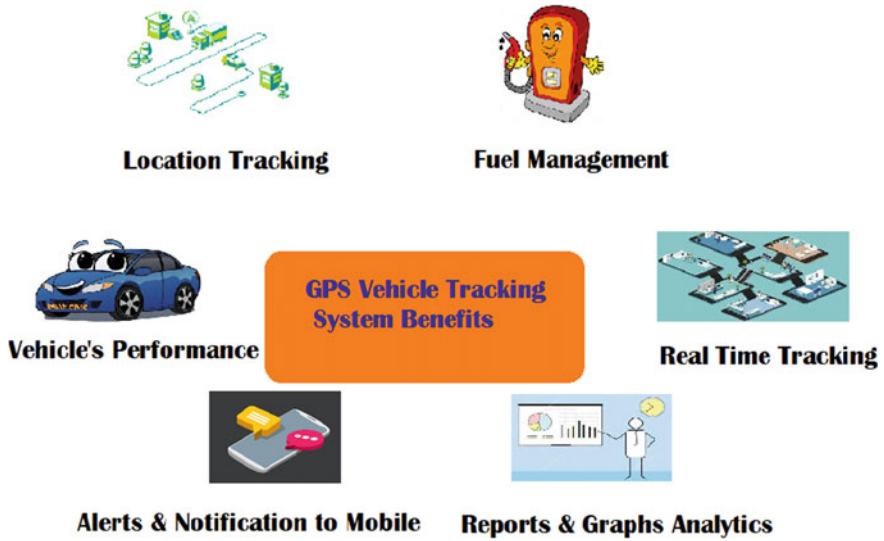 Location Tracking
Fuel Management
GPS Vehicle Tracking
System Benefits
Vehicle's Performance
Real Time Tracking
Alerts & Notification to Mobile
Reports & Graphs Analytics